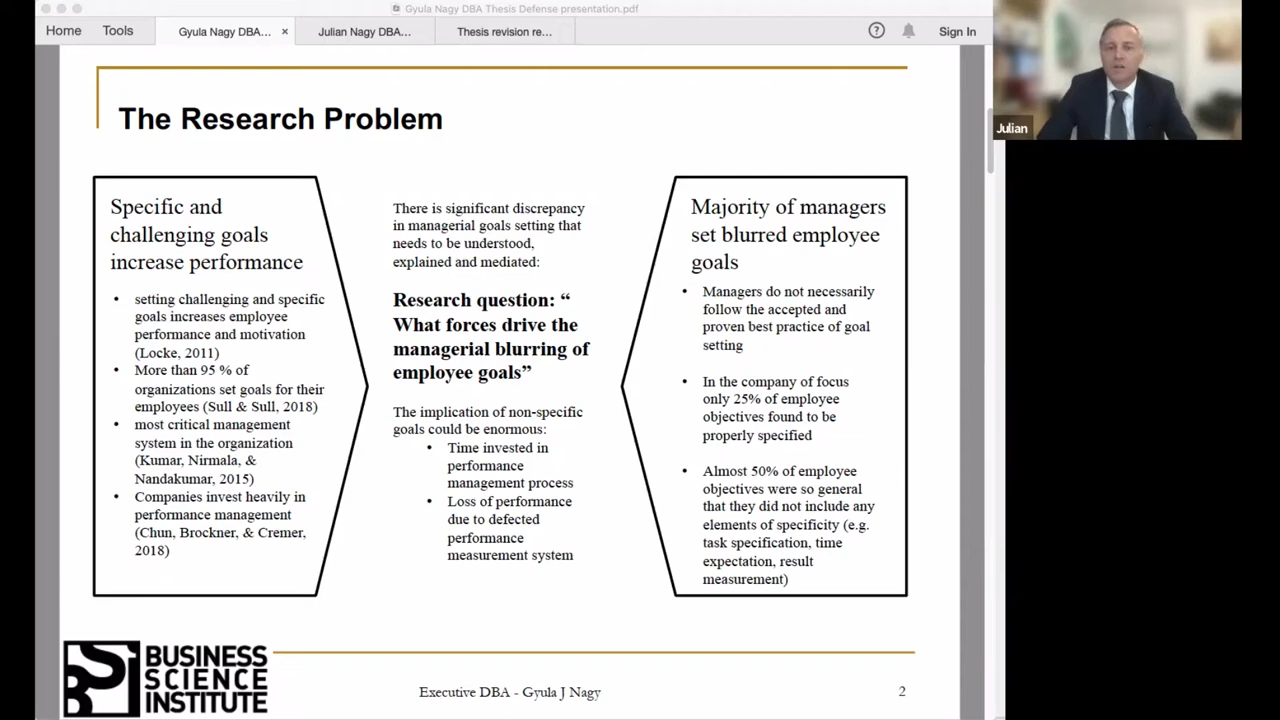 Gyula Nagy DBA Thesis Defense presentation.pdf
Home
Tools
Gyula Nagy DBA...
×
Julian Nagy DBA...
Thesis revision re...
?
Sign In
Julian
The Research Problem
Specific and
challenging goals
increase performance
• setting challenging and specific
goals increases employee
performance and motivation
(Locke, 2011)
• More than 95 % of
organizations set goals for their
employees (Sull & Sull, 2018)
• most critical management
system in the organization
(Kumar, Nirmala, &
Nandakumar, 2015)
• Companies invest heavily in
performance management
(Chun, Brockner, & Cremer,
2018)
There is significant discrepancy
in managerial goals setting that
needs to be understood,
explained and mediated:
Research question: “
What forces drive the
managerial blurring of
employee goals”
The implication of non-specific
goals could be enormous:
• Time invested in
performance
management process
• Loss of performance
due to defected
performance
measurement system
Majority of managers
set blurred employee
goals
• Managers do not necessarily
follow the accepted and
proven best practice of goal
setting
• In the company of focus
only 25% of employee
objectives found to be
properly specified
• Almost 50% of employee
objectives were so general
that they did not include any
elements of specificity (e.g.
task specification, time
expectation, result
measurement)
BSI
BUSINESS
SCIENCE
INSTITUTE
Executive DBA - Gyula J Nagy
2